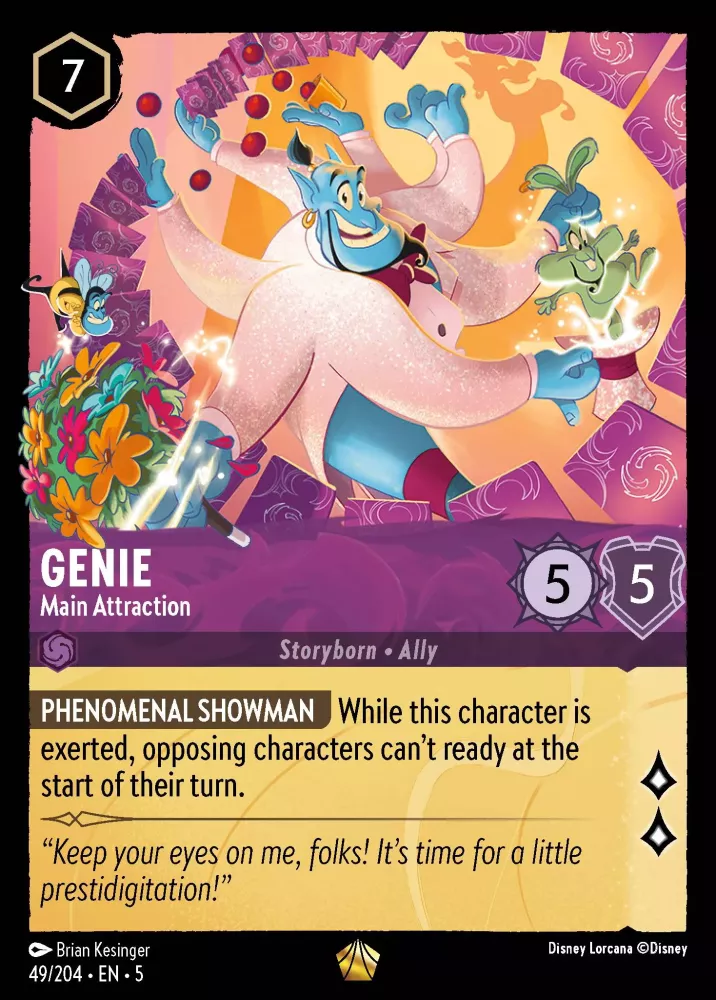 7
GENIE
Main Attraction
5
5
Storyborn • Ally
PHENOMENAL SHOWMAN While this character is
exerted, opposing characters can’t ready at the
start of their turn.
“Keep your eyes on me, folks! It’s time for a little
prestidigitation!”
Brian Kesinger
Disney Lorcana ©Disney
49/204 • EN • 5